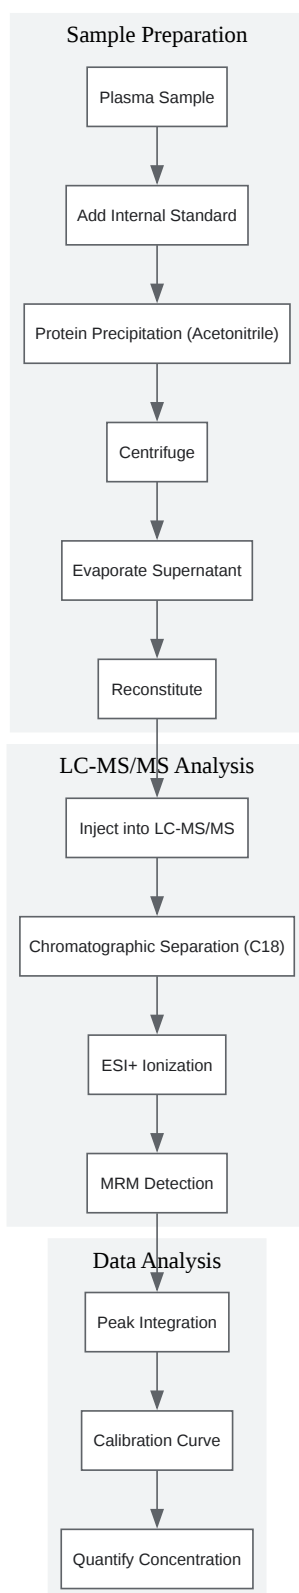 Sample Preparation
Plasma Sample
Add Internal Standard
Protein Precipitation (Acetonitrile)
Centrifuge
Evaporate Supernatant
Reconstitute
LC-MS/MS Analysis
Inject into LC-MS/MS
Chromatographic Separation (C18)
ESI+ Ionization
MRM Detection
Data Analysis
Peak Integration
Calibration Curve
Quantify Concentration